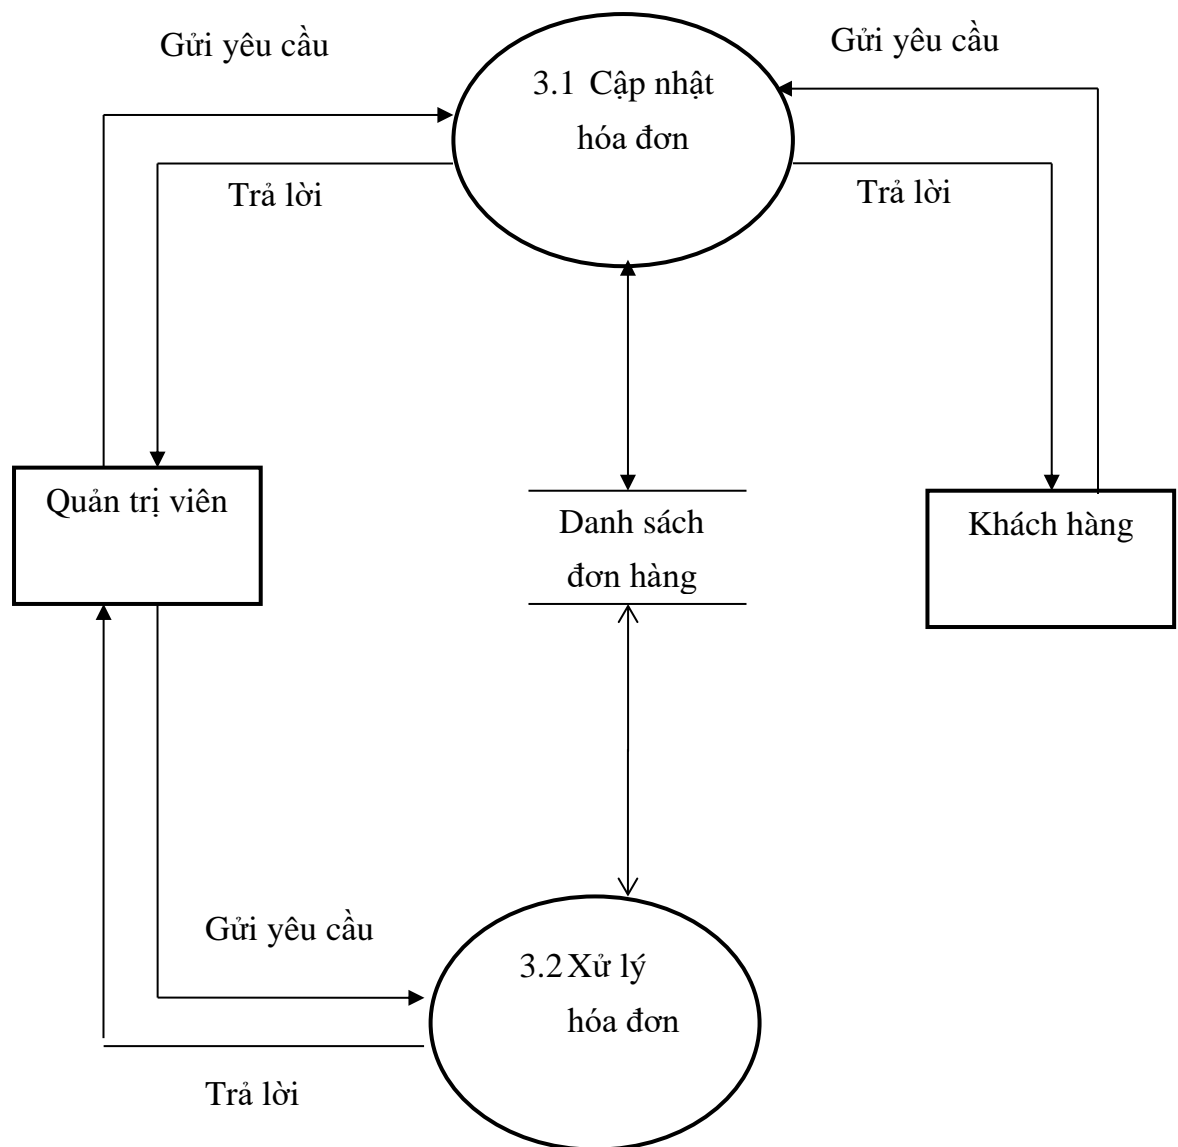 Gửi yêu cầu
Gửi yêu cầu
3.1 Cập nhật
hóa đơn
Trả lời
Trả lời
Quản trị viên
Danh sách
đơn hàng
Khách hàng
Gửi yêu cầu
3.2 Xử lý
hóa đơn
Trả lời